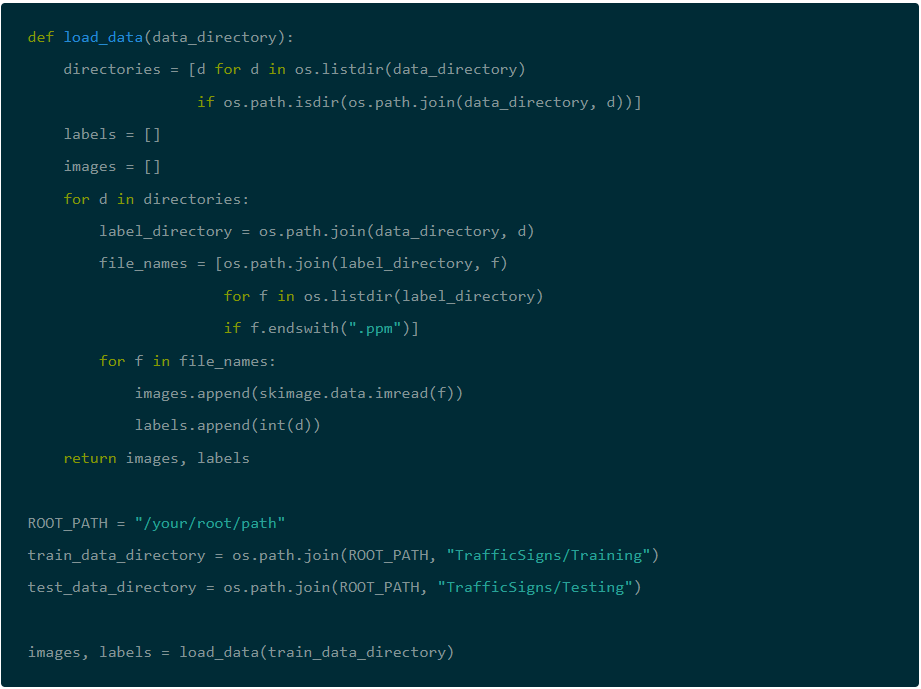 def load_data(data_directory):
    directories = [d for d in os.listdir(data_directory)
                   if os.path.isdir(os.path.join(data_directory, d))]
    labels = []
    images = []
    for d in directories:
        label_directory = os.path.join(data_directory, d)
        file_names = [os.path.join(label_directory, f)
                      for f in os.listdir(label_directory)
                      if f.endswith(".ppm")]
        for f in file_names:
            images.append(skimage.data.imread(f))
            labels.append(int(d))
    return images, labels

ROOT_PATH = "/your/root/path"
train_data_directory = os.path.join(ROOT_PATH, "TrafficSigns/Training")
test_data_directory = os.path.join(ROOT_PATH, "TrafficSigns/Testing")

images, labels = load_data(train_data_directory)